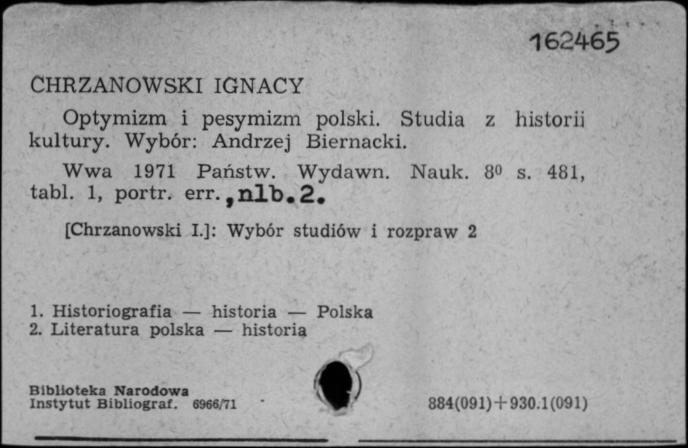 162465
CHRZANOWSKI IGNACY
Optymizm i pesymizm polski. Studia z historii
kultury. Wybór: Andrzej Biernacki.
Wwa 1971 Państw. Wydawn. Nauk. 8⁰ s. 481,
tabl. 1, portr. err., nlb. 2.
[Chrzanowski I.]: Wybór studiów i rozpraw 2
1. Historiografia — historia — Polska
2. Literatura polska — historia
Biblioteka Narodowa
Instytut Bibliograf. 6966/71
884(091)+930.1(091)